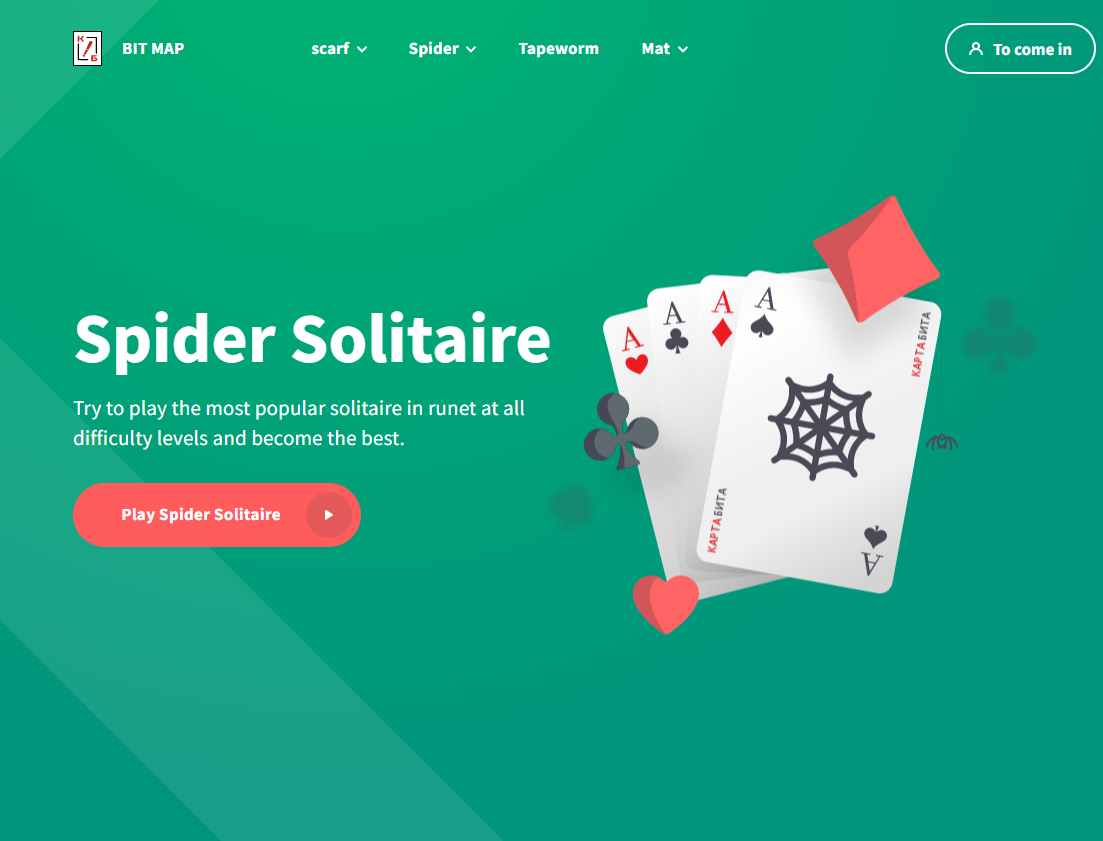 К
Б
BIT MAP
scarf
Spider
Tapeworm
Mat
To come in
Spider Solitaire
Try to play the most popular solitaire in runet at all
difficulty levels and become the best.
Play Spider Solitaire
A
A
A
A
КАРТАБИТА
КАРТАБИТА
A